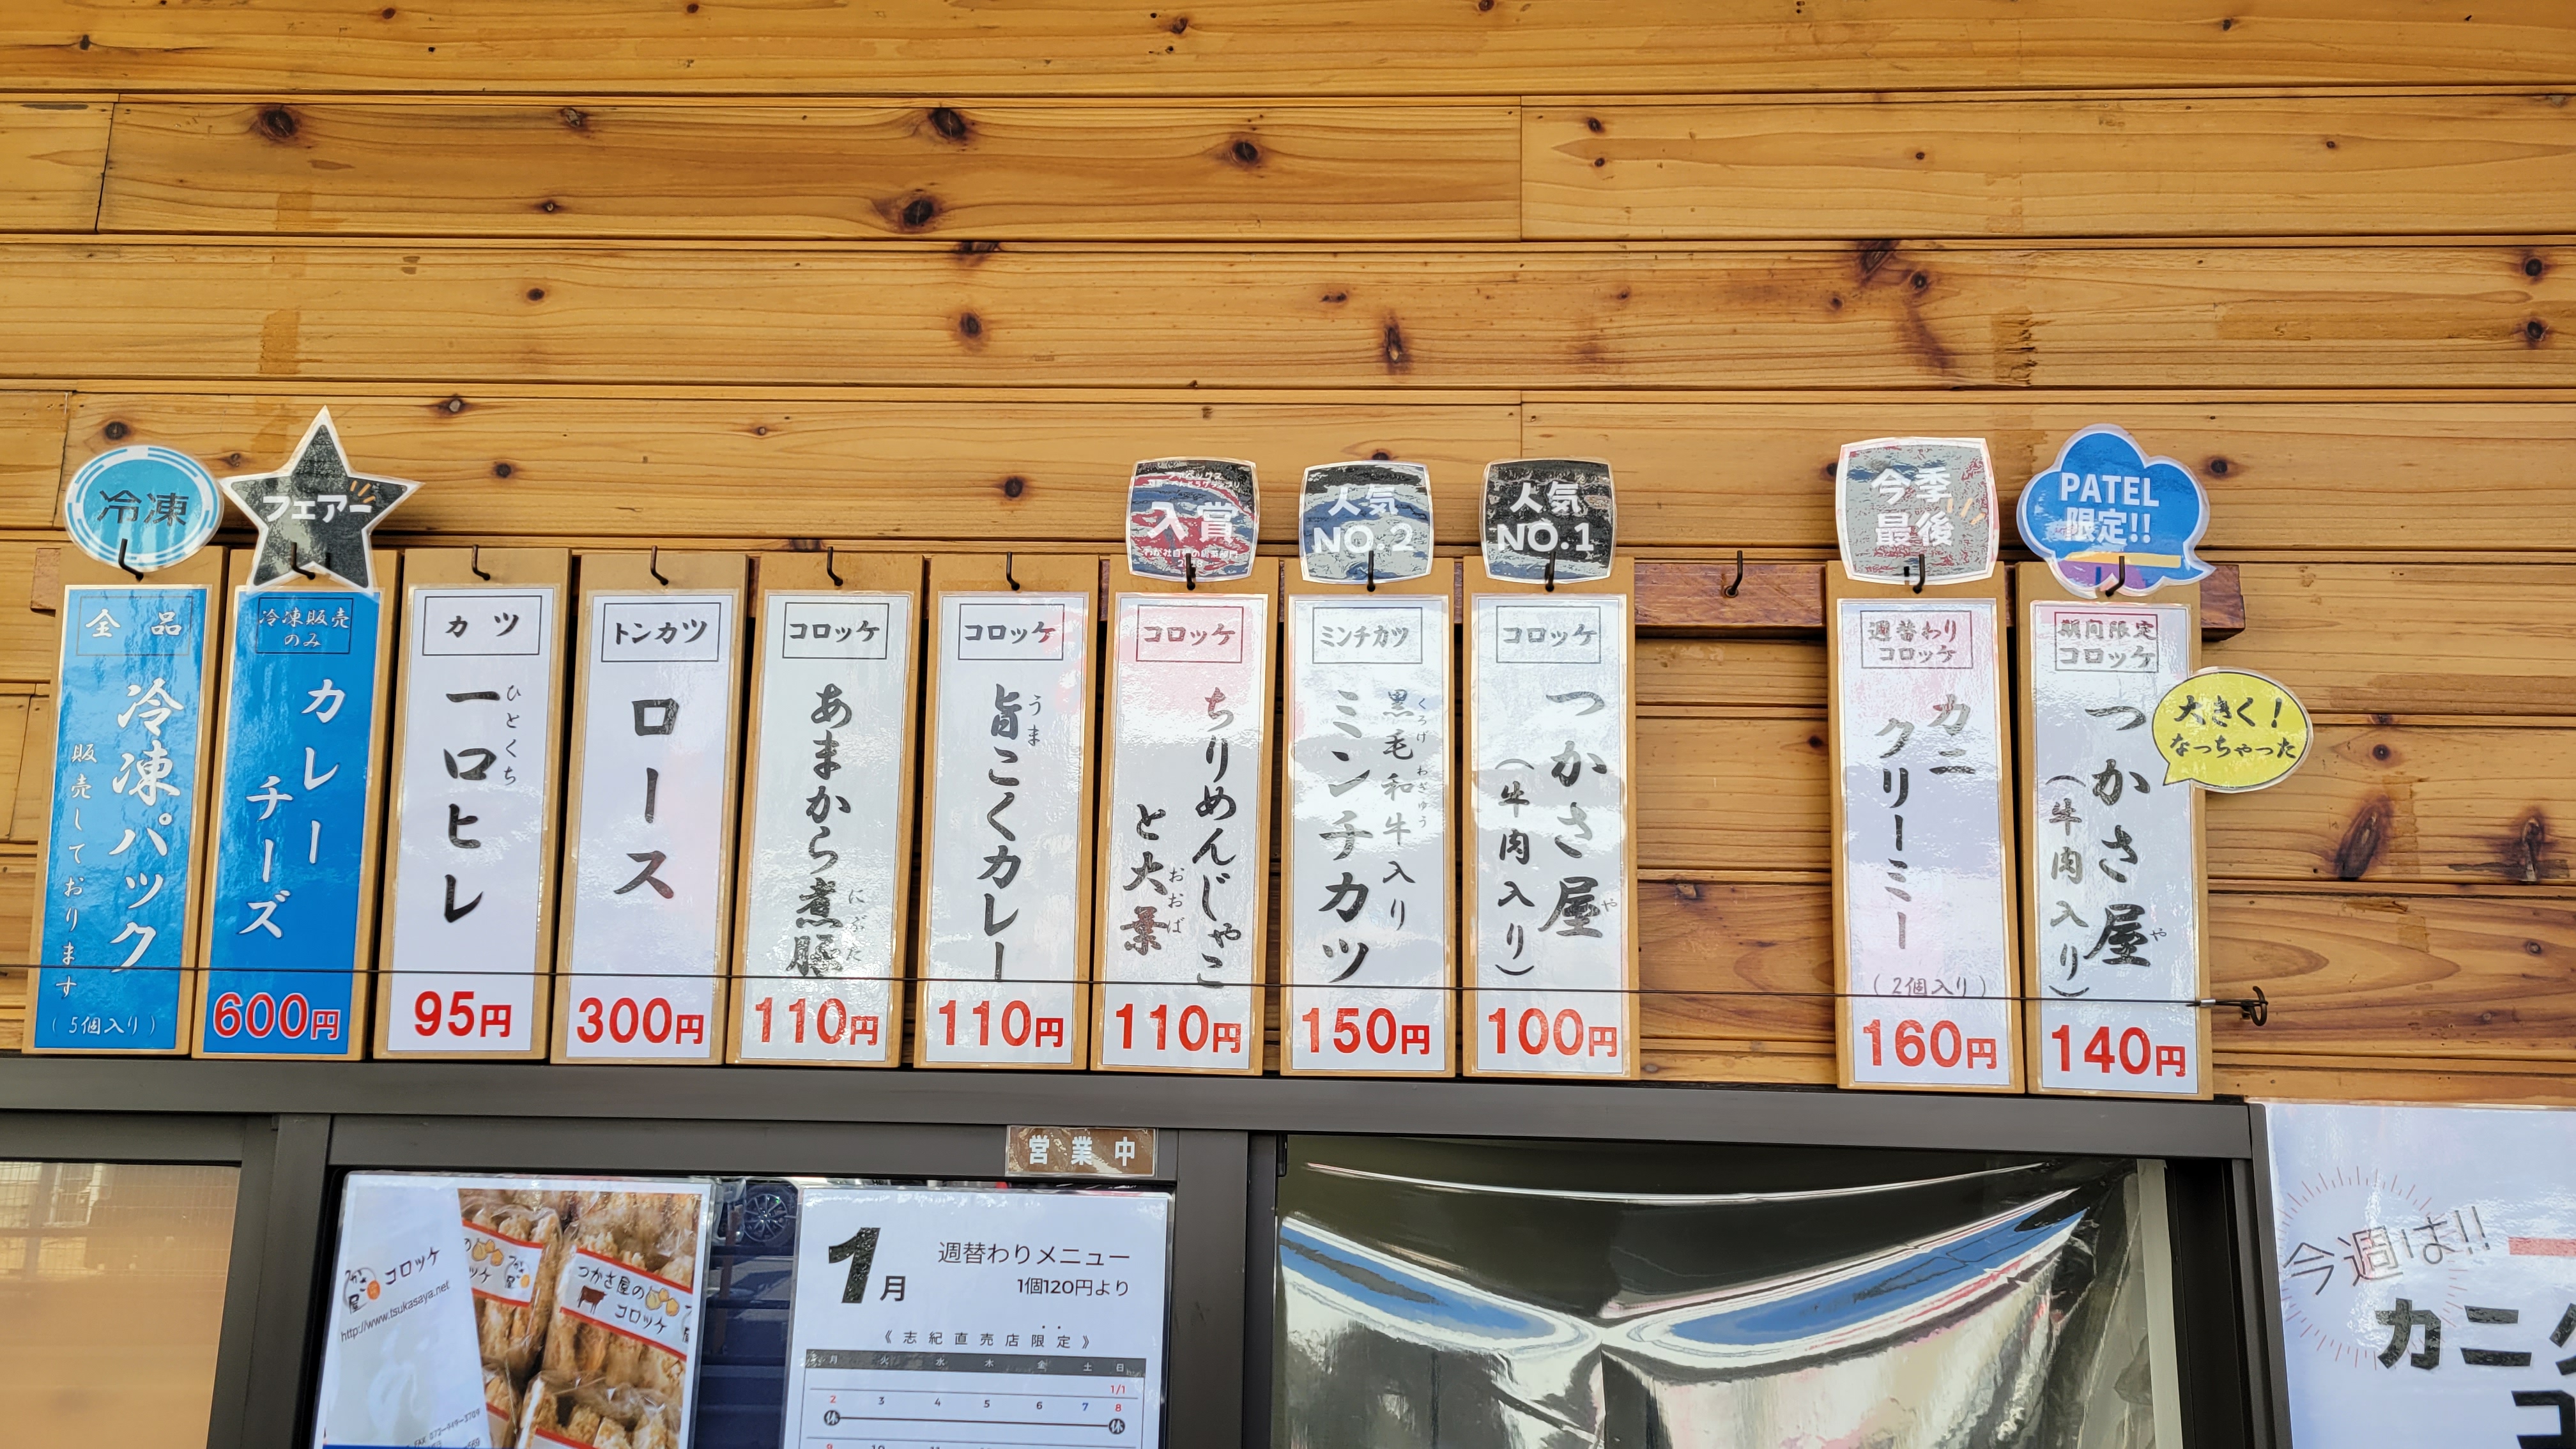 冷凍
全品
冷凍パック
販売しております
(5個入り)
フェアー
冷凍販売
のみ
カレー
チーズ
600円
カツ
一口ヒレ
ひとくち
95円
トンカツ
ロース
300円
コロッケ
あまから煮豚
にぶた
110円
コロッケ
旨こくカレー
うま
110円
入賞
コロッケ
ちりめんじゃこ
と大葉
おおば
110円
人気
NO.2
ミンチカツ
黒毛和牛入り
くろげわぎゅう
ミンチカツ
150円
人気
NO.1
コロッケ
つかさ屋
や
(牛肉入り)
100円
今季
最後
週替わり
コロッケ
カニ
クリーミー
(2個入り)
160円
PATEL
限定!!
期间限定
コロッケ
つかさ屋
や
(牛肉入り)
140円
大きく!
なっちゃった
営業中
つかさ屋
コロッケ
http://www.tsukasaya.net
つかさ屋の
コロッケ
1月
週替わりメニュー
1個120円より
《志紀直売店限定》
月 火 水 木 金 土 日
1/1
2 3 4 5 6 7 8
休 休
今週は!!
カニク
コ